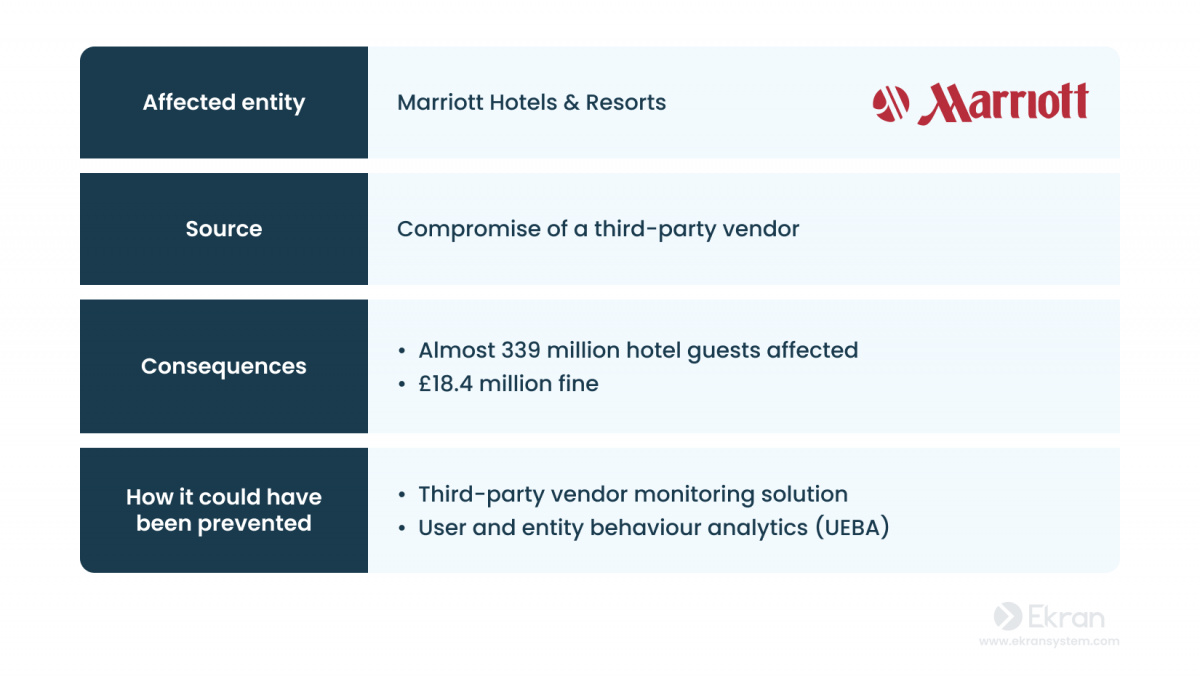 Affected entity
Marriott Hotels & Resorts
Marriott
Source
Compromise of a third-party vendor
Consequences
• Almost 339 million hotel guests affected
• £18.4 million fine
How it could have
been prevented
• Third-party vendor monitoring solution
• User and entity behaviour analytics (UEBA)
Ekran
www.ekransystem.com